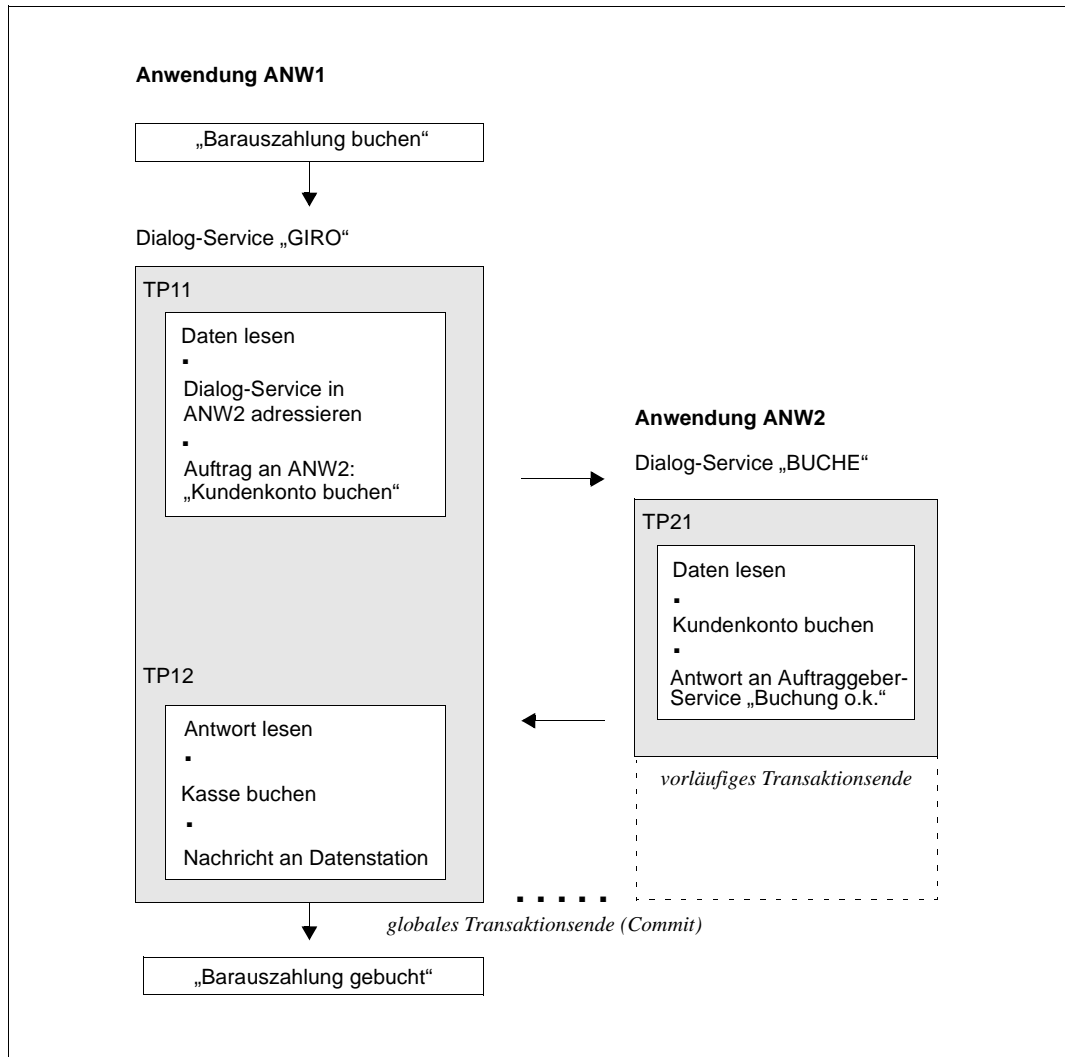 Anwendung ANW1
„Barauszahlung buchen“
Dialog-Service „GIRO“
TP11
Daten lesen
Dialog-Service in
ANW2 adressieren
Auftrag an ANW2:
„Kundenkonto buchen“
Anwendung ANW2
Dialog-Service „BUCHE“
TP21
Daten lesen
Kundenkonto buchen
Antwort an Auftraggeber-
Service „Buchung o.k.“
vorläufiges Transaktionsende
TP12
Antwort lesen
Kasse buchen
Nachricht an Datenstation
globales Transaktionsende (Commit)
„Barauszahlung gebucht“